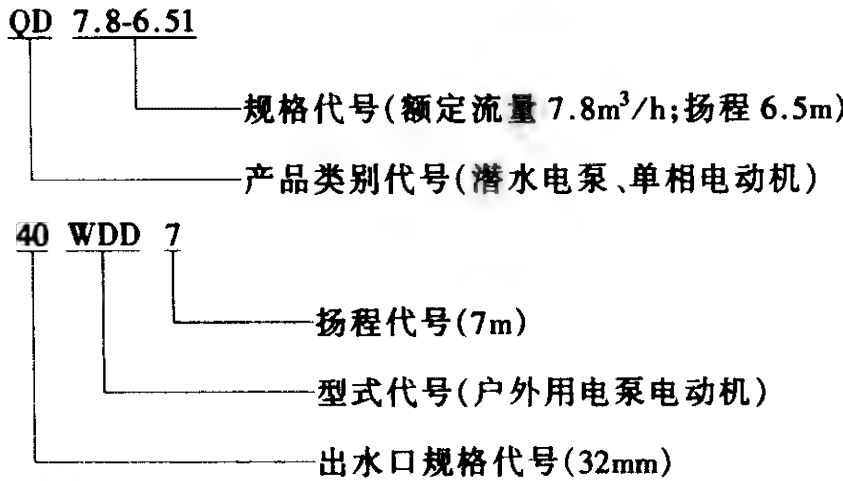 QD 7.8-6.51
规格代号(额定流量 7.8m³/h;扬程 6.5m)
产品类别代号(潜水电泵、单相电动机)
40 WDD 7
扬程代号(7m)
型式代号(户外用电泵电动机)
出水口规格代号(32mm)